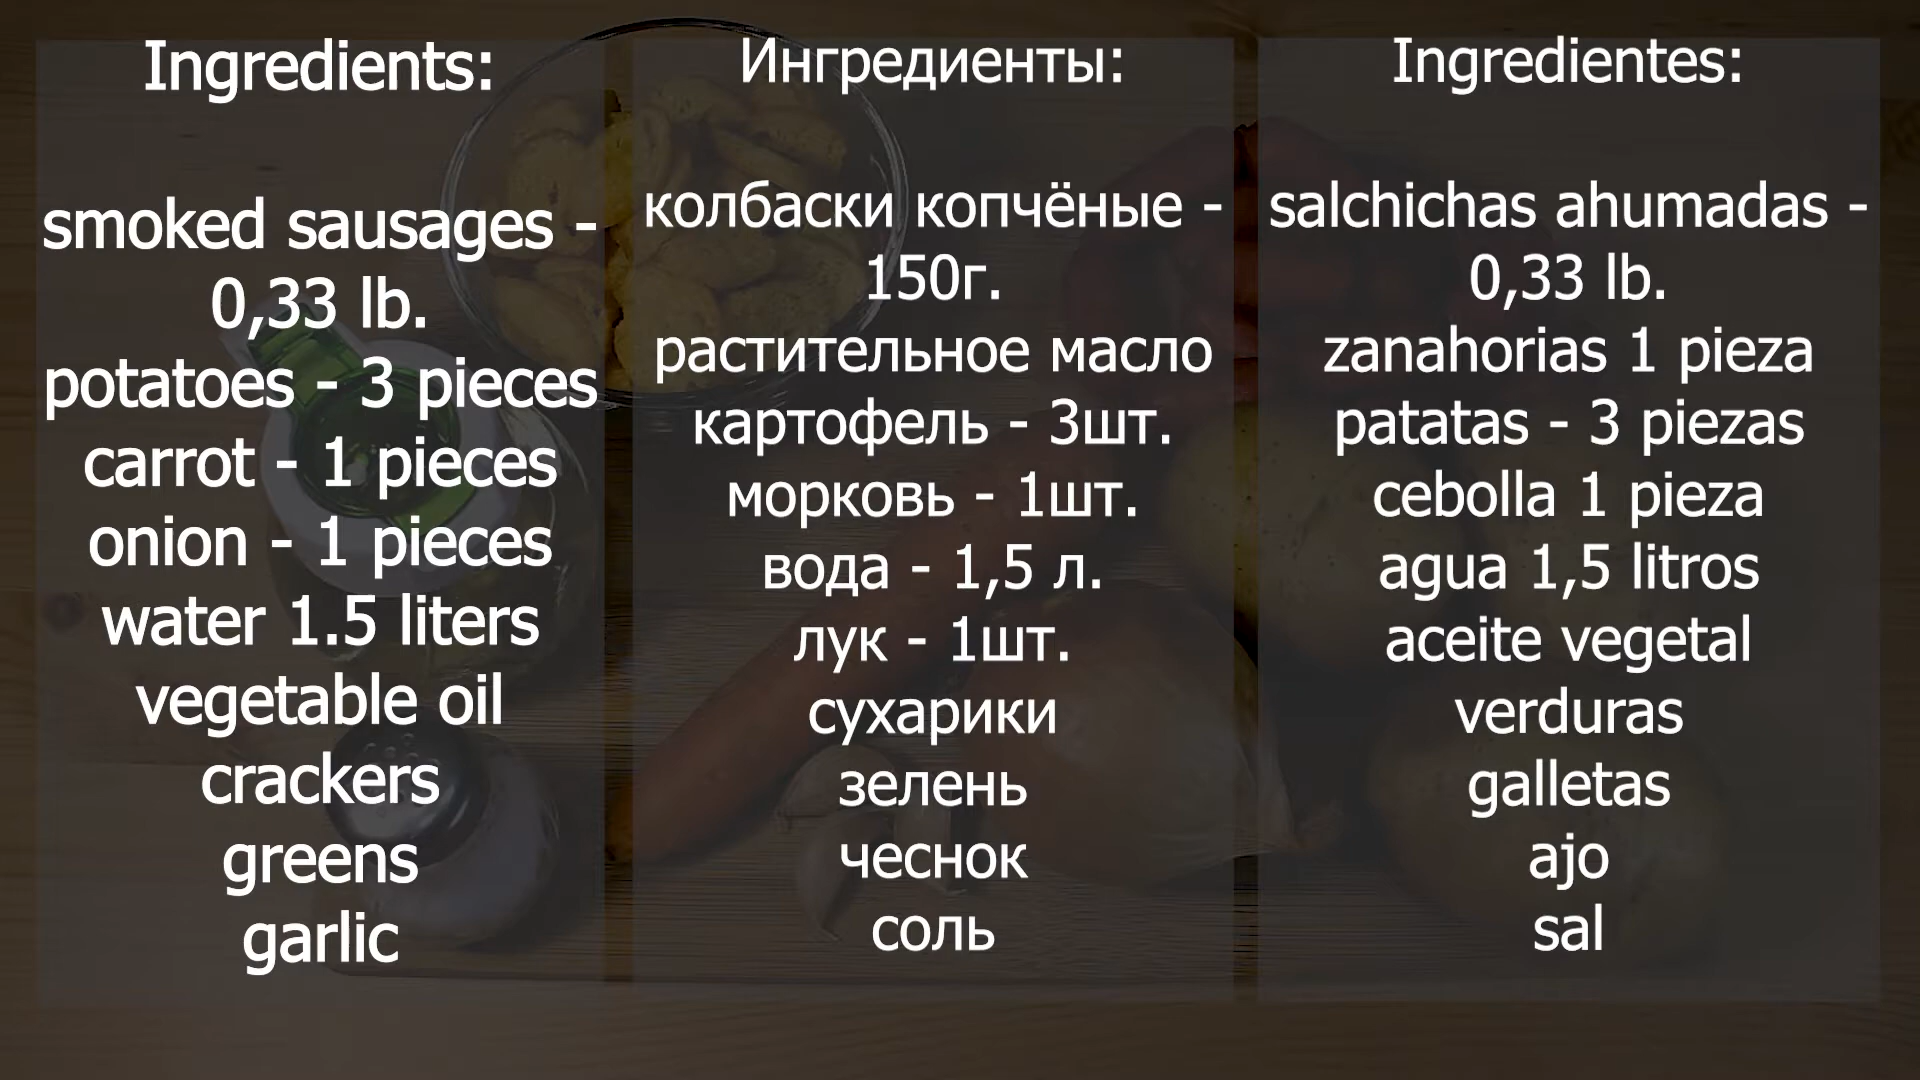 Ingredients:
smoked sausages -
0,33 lb.
potatoes - 3 pieces
carrot - 1 pieces
onion - 1 pieces
water 1.5 liters
vegetable oil
crackers
greens
garlic
Ингредиенты:
колбаски копчёные -
150г.
растительное масло
картофель - 3шт.
морковь - 1шт.
вода - 1,5 л.
лук - 1шт.
сухарики
зелень
чеснок
соль
Ingredientes:
salchichas ahumadas -
0,33 lb.
zanahorias 1 pieza
patatas - 3 piezas
cebolla 1 pieza
agua 1,5 litros
aceite vegetal
verduras
galletas
ajo
sal